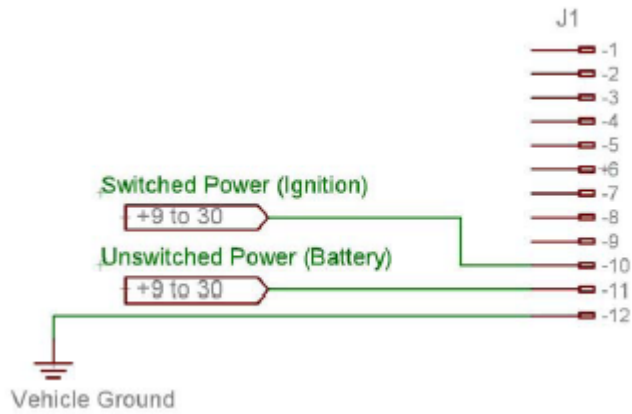 J1
-1
-2
-3
-4
-5
+6
-7
-8
-9
-10
-11
-12
Switched Power (Ignition)
+9 to 30
Unswitched Power (Battery)
+9 to 30
Vehicle Ground